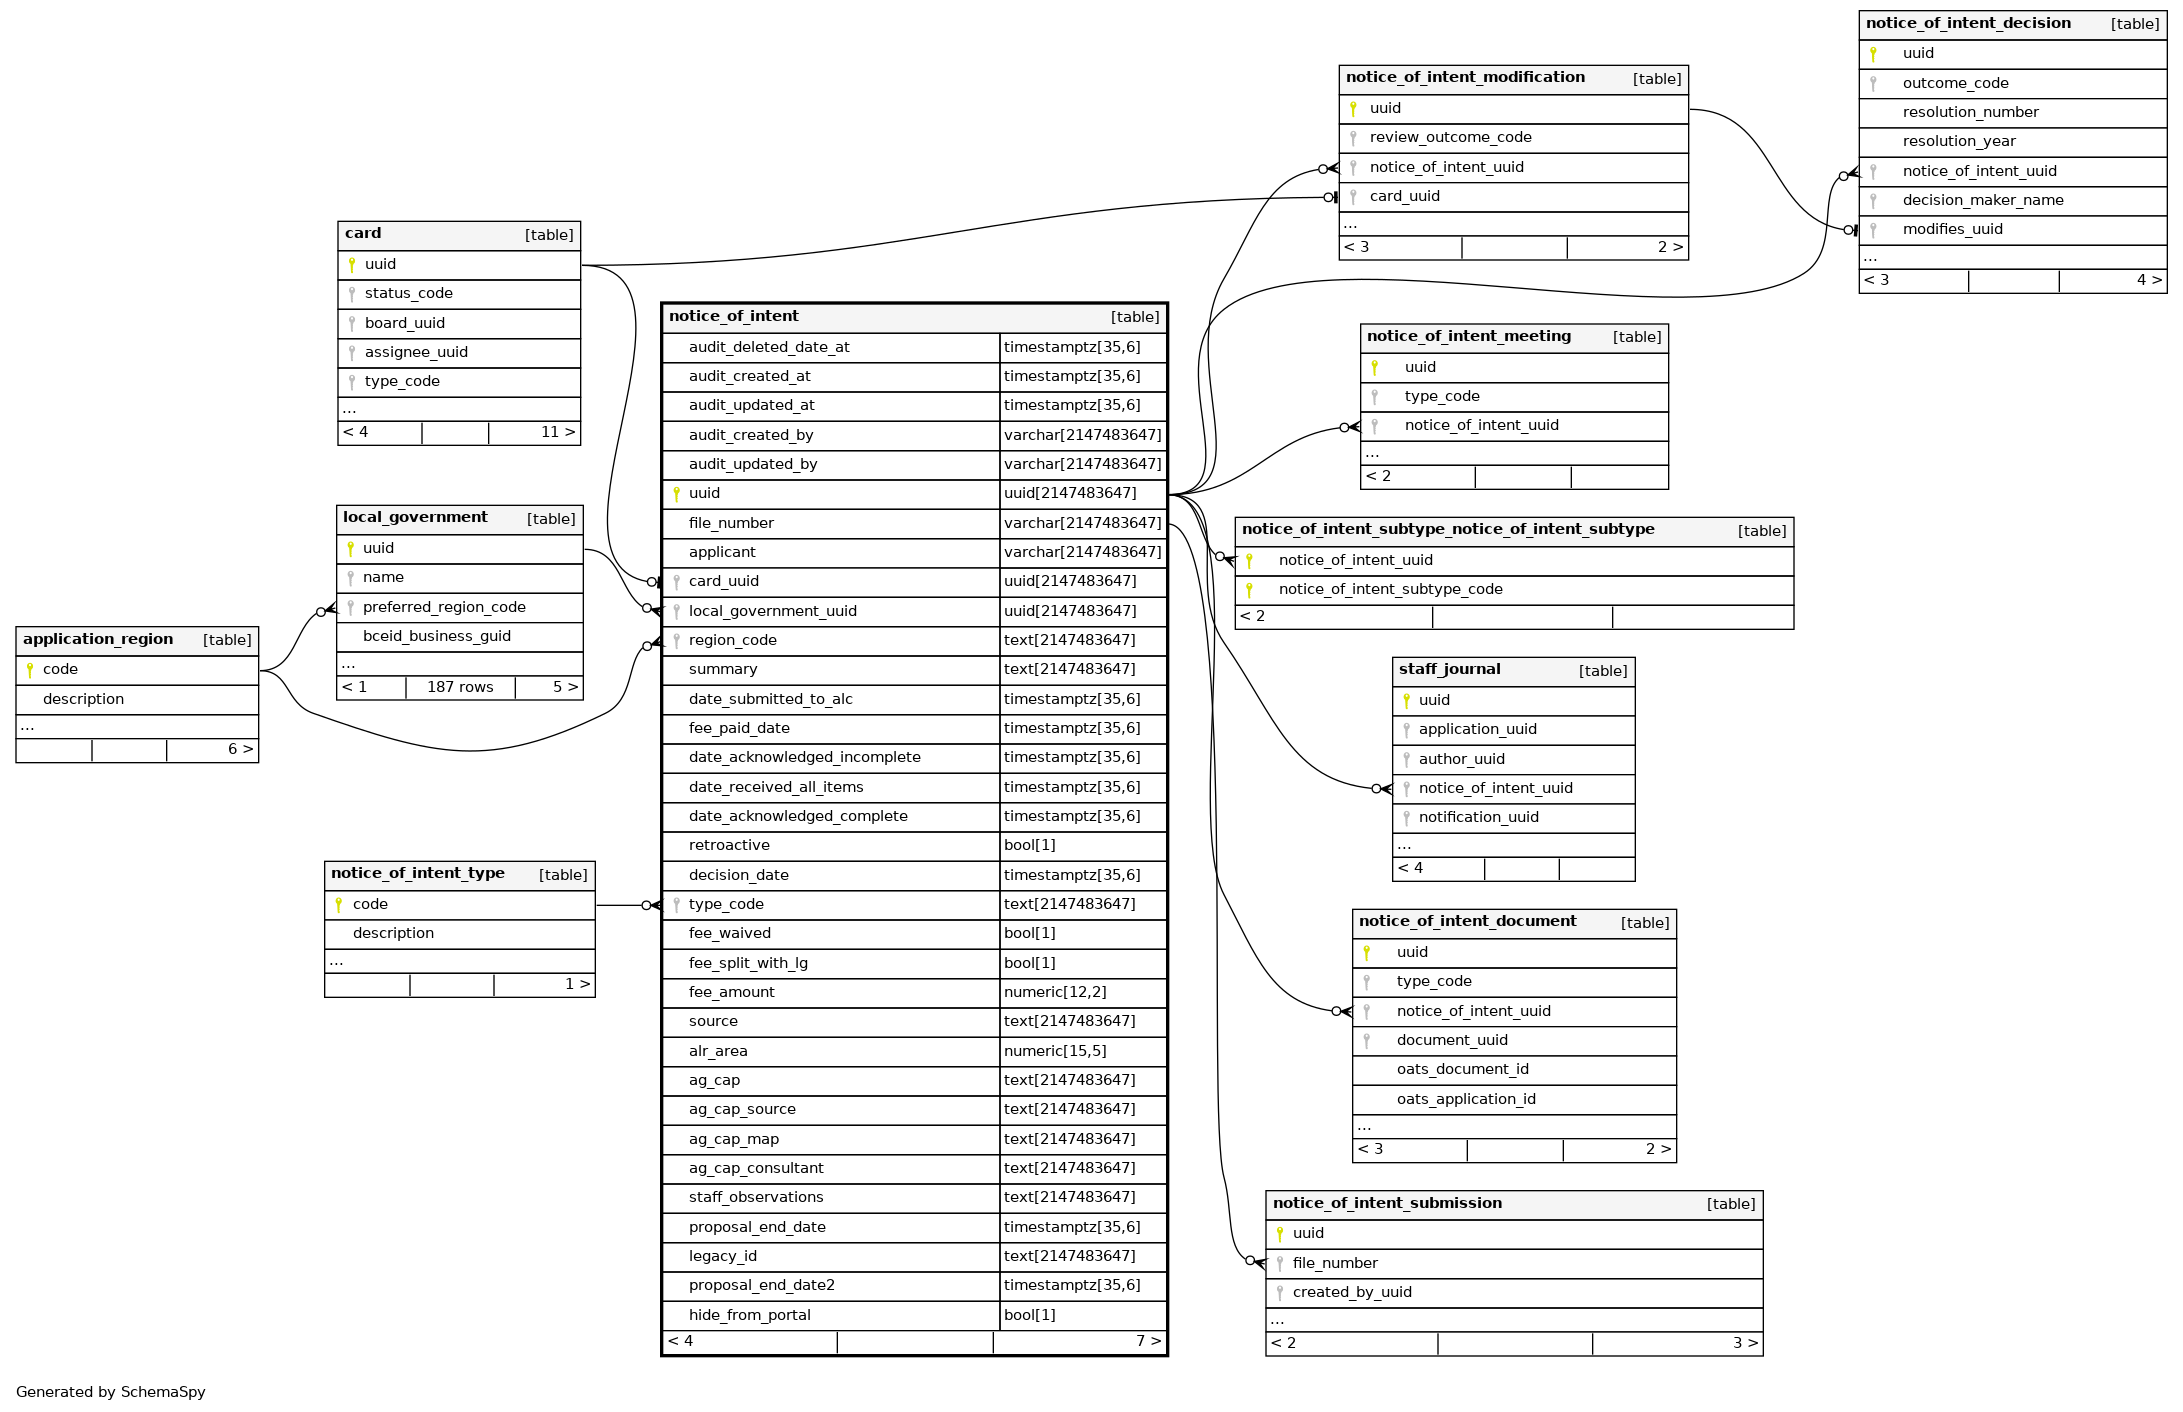 notice_of_intent_decision [table]
uuid
outcome_code
resolution_number
resolution_year
notice_of_intent_uuid
decision_maker_name
modifies_uuid
...
< 3 4 >
notice_of_intent_modification [table]
uuid
review_outcome_code
notice_of_intent_uuid
card_uuid
...
< 3 2 >
card [table]
uuid
status_code
board_uuid
assignee_uuid
type_code
...
< 4 11 >
notice_of_intent [table]
audit_deleted_date_at timestamptz[35,6]
audit_created_at timestamptz[35,6]
audit_updated_at timestamptz[35,6]
audit_created_by varchar[2147483647]
audit_updated_by varchar[2147483647]
uuid uuid[2147483647]
file_number varchar[2147483647]
applicant varchar[2147483647]
card_uuid uuid[2147483647]
local_government_uuid uuid[2147483647]
region_code text[2147483647]
summary text[2147483647]
date_submitted_to_alc timestamptz[35,6]
fee_paid_date timestamptz[35,6]
date_acknowledged_incomplete timestamptz[35,6]
date_received_all_items timestamptz[35,6]
date_acknowledged_complete timestamptz[35,6]
retroactive bool[1]
decision_date timestamptz[35,6]
type_code text[2147483647]
fee_waived bool[1]
fee_split_with_lg bool[1]
fee_amount numeric[12,2]
source text[2147483647]
alr_area numeric[15,5]
ag_cap text[2147483647]
ag_cap_source text[2147483647]
ag_cap_map text[2147483647]
ag_cap_consultant text[2147483647]
staff_observations text[2147483647]
proposal_end_date timestamptz[35,6]
legacy_id text[2147483647]
proposal_end_date2 timestamptz[35,6]
hide_from_portal bool[1]
< 4 7 >
notice_of_intent_meeting [table]
uuid
type_code
notice_of_intent_uuid
...
< 2
local_government [table]
uuid
name
preferred_region_code
bceid_business_guid
...
< 1 187 rows 5 >
notice_of_intent_subtype_notice_of_intent_subtype [table]
notice_of_intent_uuid
notice_of_intent_subtype_code
< 2
application_region [table]
code
description
...
6 >
staff_journal [table]
uuid
application_uuid
author_uuid
notice_of_intent_uuid
notification_uuid
...
< 4
notice_of_intent_type [table]
code
description
...
1 >
notice_of_intent_document [table]
uuid
type_code
notice_of_intent_uuid
document_uuid
oats_document_id
oats_application_id
...
< 3 2 >
notice_of_intent_submission [table]
uuid
file_number
created_by_uuid
...
< 2 3 >
Generated by SchemaSpy